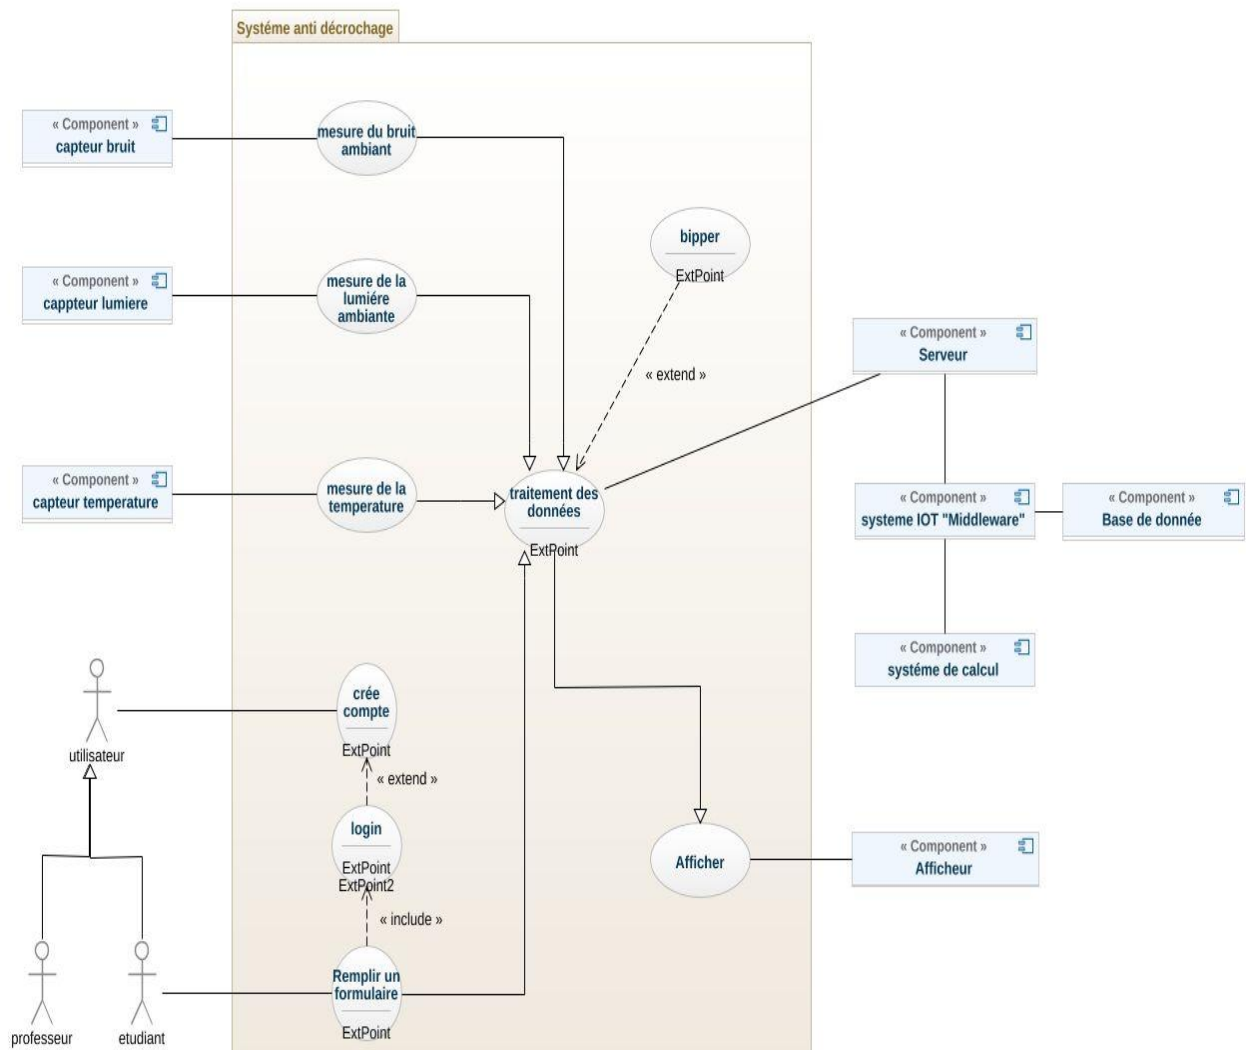 Systéme anti décrochage
« Component »
capteur bruit
mesure du bruit
ambiant
« Component »
cappteur lumiere
mesure de la
lumiére
ambiante
bipper
ExtPoint
« extend »
« Component »
Serveur
« Component »
capteur temperature
mesure de la
temperature
traitement des
données
ExtPoint
« Component »
systeme IOT "Middleware"
« Component »
Base de donnée
« Component »
systéme de calcul
utilisateur
crée
compte
ExtPoint
« extend »
login
ExtPoint
ExtPoint2
« include »
Afficher
« Component »
Afficheur
Remplir un
formulaire
ExtPoint
professeur
etudiant